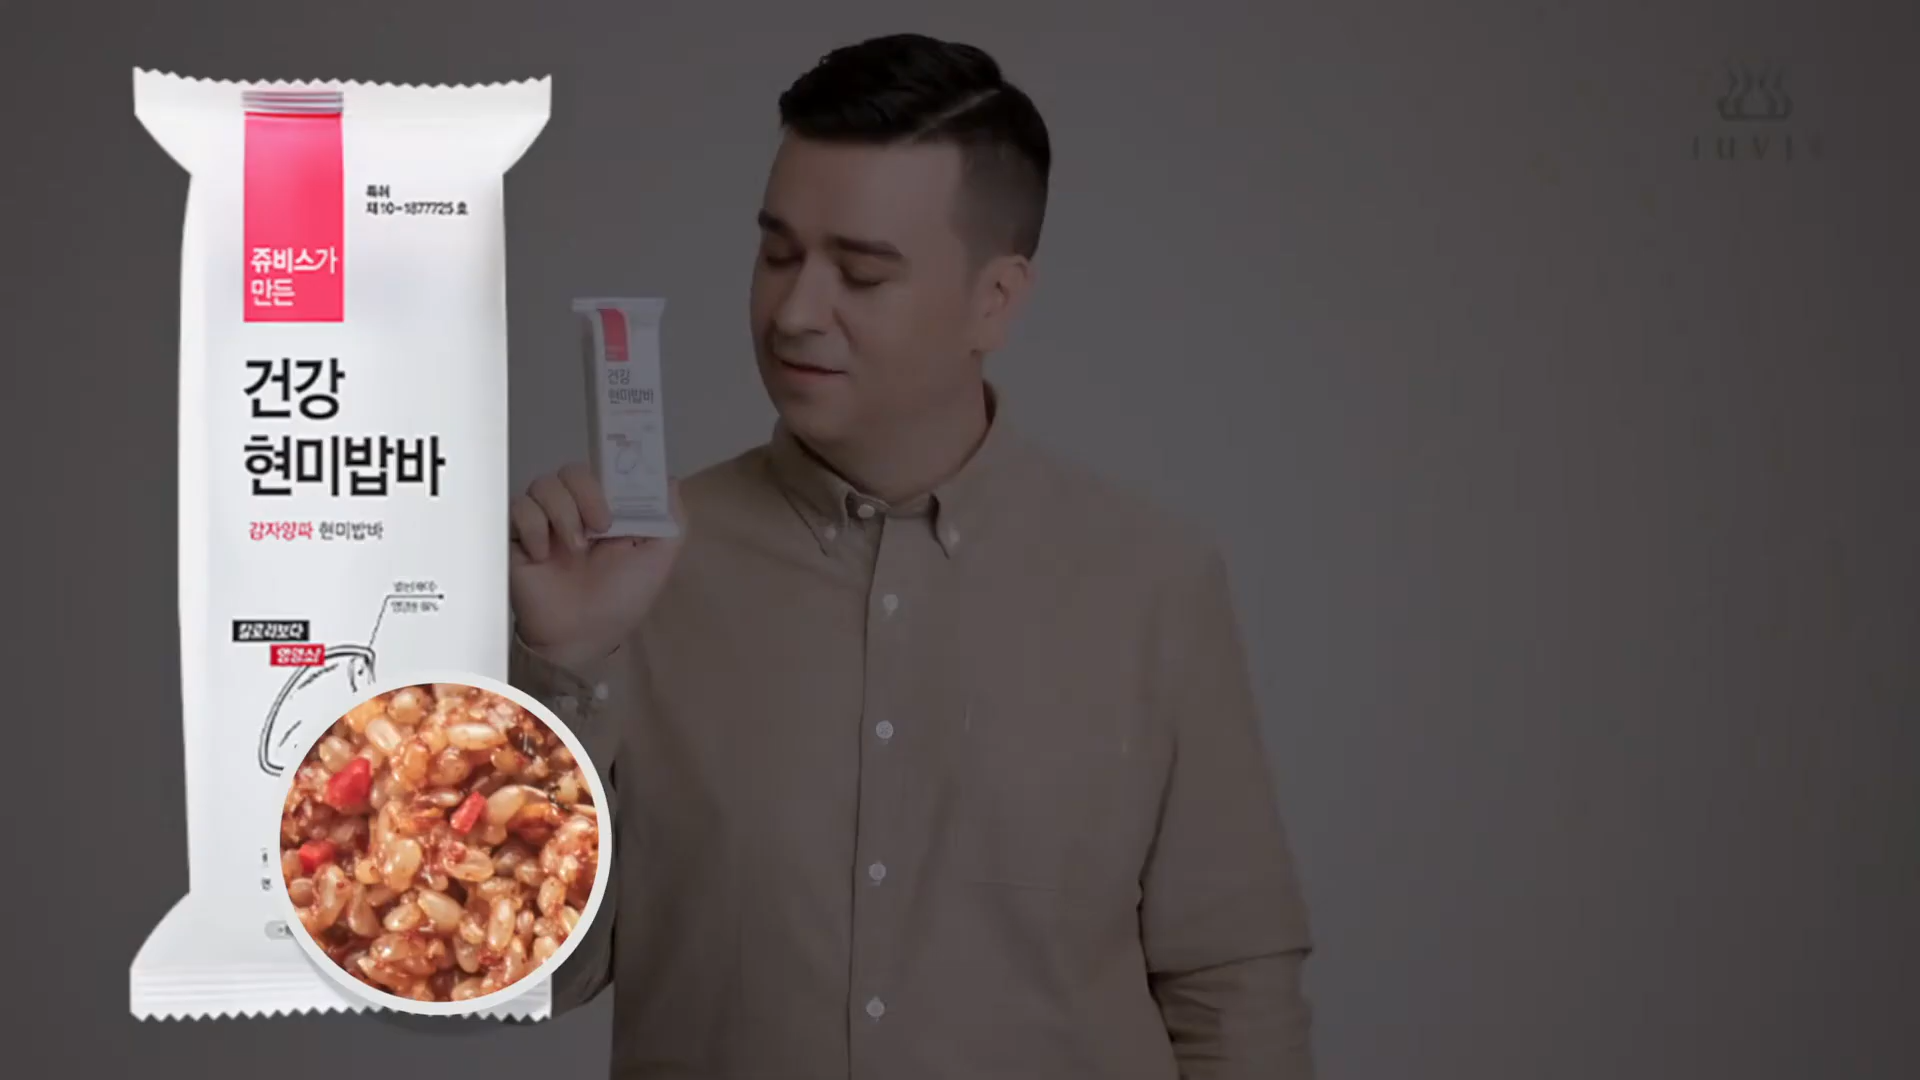 특허
제10-1877725호
쥬비스가
만든
건강
현미밥바
감자양파 현미밥바
칼로리보다
영양소!
건강
현미밥바
JUVIS